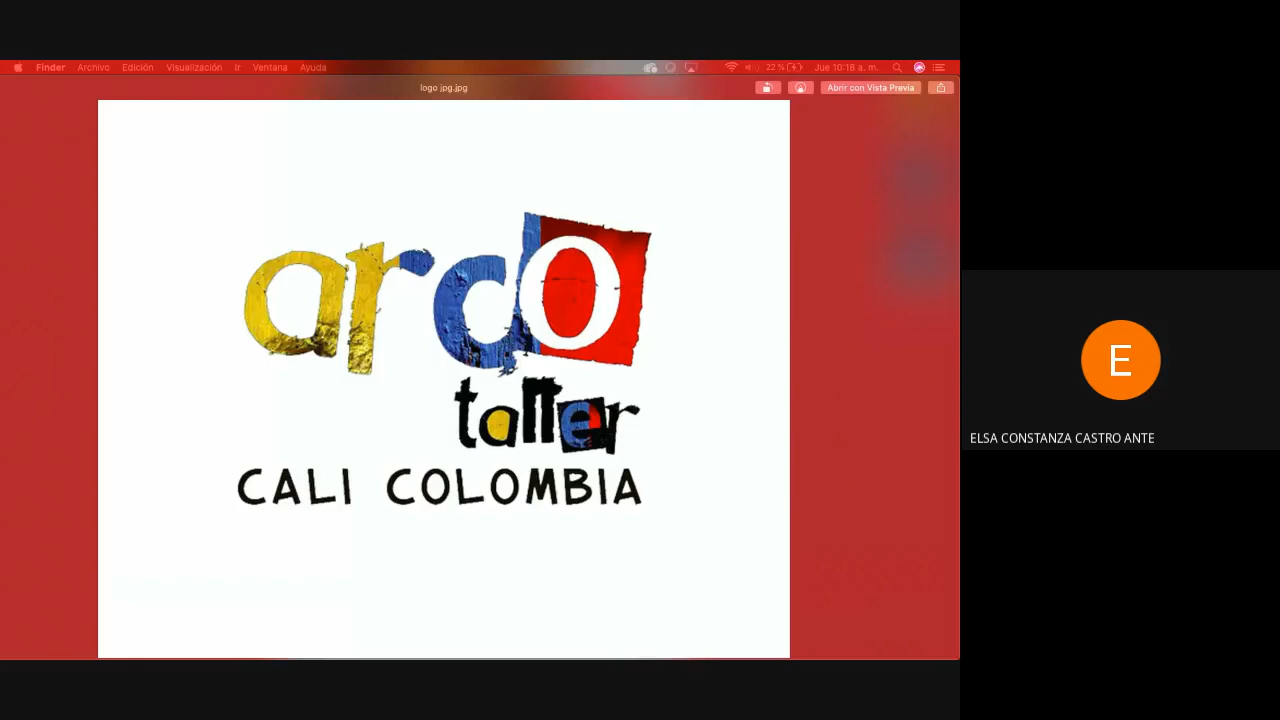 Finder Archivo Edición Visualización Ir Ventana Ayuda 22 % Jue 10:18 a. m.
logo jpg.jpg Abrir con Vista Previa
arco
taller
CALI COLOMBIA
E
ELSA CONSTANZA CASTRO ANTE